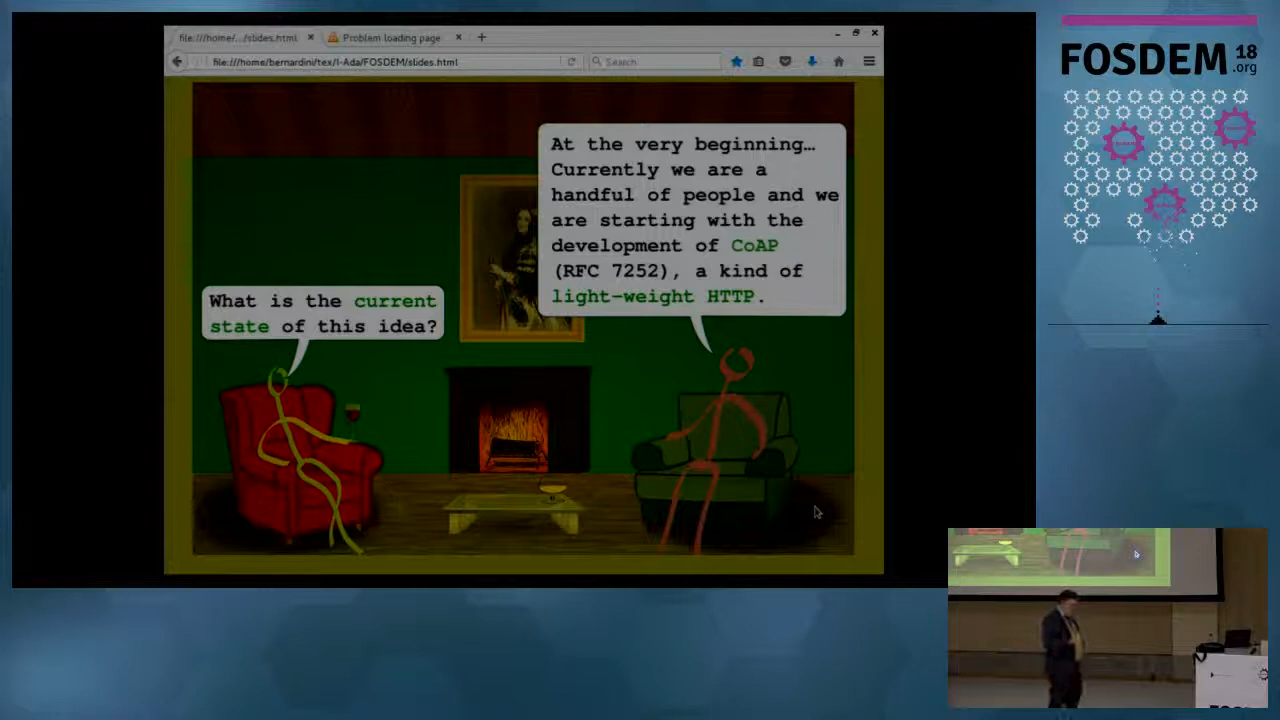 file:///home/.../slides.html
Problem loading page
file:///home/bernardini/tex/I-Ada/FOSDEM/slides.html
Search
At the very beginning…
Currently we are a
handful of people and we
are starting with the
development of CoAP
(RFC 7252), a kind of
light-weight HTTP.
What is the current
state of this idea?
FOSDEM 18
.org